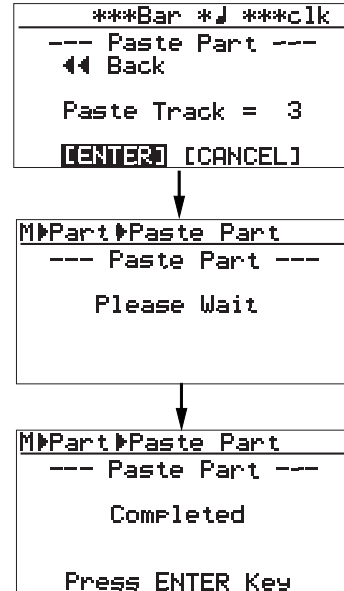 ***Bar *♩ ***clk
--- Paste Part ---
◀◀ Back
Paste Track = 3
[ENTER] [CANCEL]
M▶Part▶Paste Part
--- Paste Part ---
Please Wait
M▶Part▶Paste Part
--- Paste Part ---
Completed
Press ENTER Key